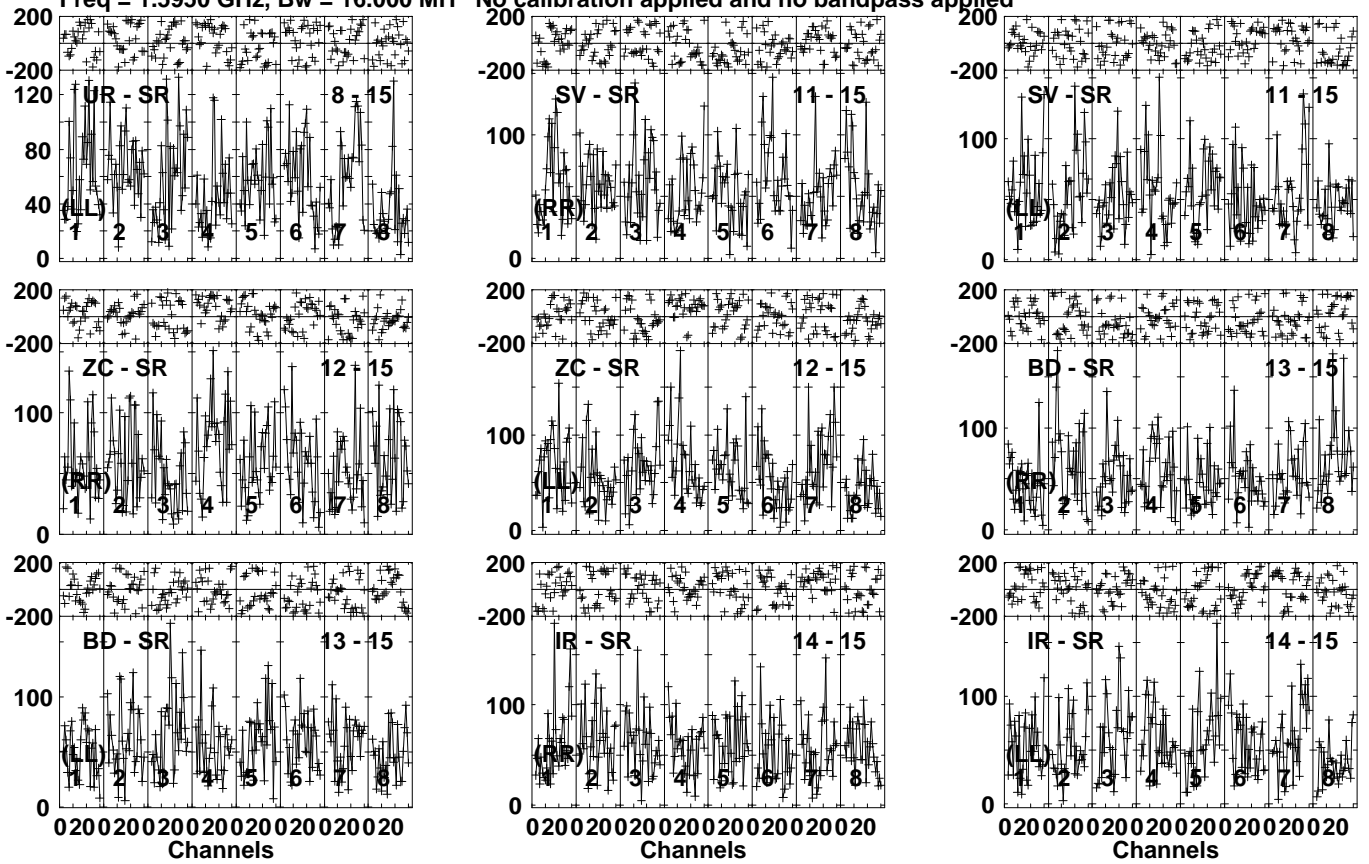 Freq = 1.5950 GHz, Bw = 16.000 MH No calibration applied and no bandpass applied
200 200 200
-200 -200 -200
120 UR - SR 8 - 15 SV - SR 11 - 15 SV - SR 11 - 15
100 100
80
40 (LL) (RR) (LL)
1 2 3 4 5 6 7 8 1 2 3 4 5 6 7 8 1 2 3 4 5 6 7 8
0 0 0
200 200 200
-200 -200 -200
ZC - SR 12 - 15 ZC - SR 12 - 15 BD - SR 13 - 15
100 100 100
(RR) (LL) (RR)
1 2 3 4 5 6 7 8 1 2 3 4 5 6 7 8 1 2 3 4 5 6 7 8
0 0 0
200 200 200
-200 -200 -200
BD - SR 13 - 15 IR - SR 14 - 15 IR - SR 14 - 15
100 100 100
(LL) (RR) (LL)
1 2 3 4 5 6 7 8 1 2 3 4 5 6 7 8 1 2 3 4 5 6 7 8
0 0 0
020020020020020020020020 020020020020020020020020 020020020020020020020020
Channels Channels Channels